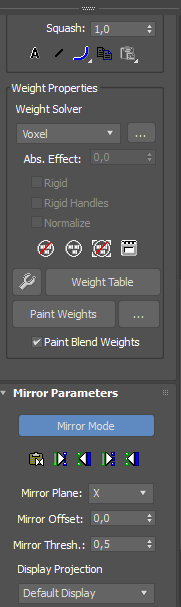 Squash: 1,0
A
Weight Properties
Weight Solver
Voxel ...
Abs. Effect: 0,0
Rigid
Rigid Handles
Normalize
Weight Table
Paint Weights ...
Paint Blend Weights
Mirror Parameters
Mirror Mode
Mirror Plane: X
Mirror Offset: 0,0
Mirror Thresh.: 0,5
Display Projection
Default Display